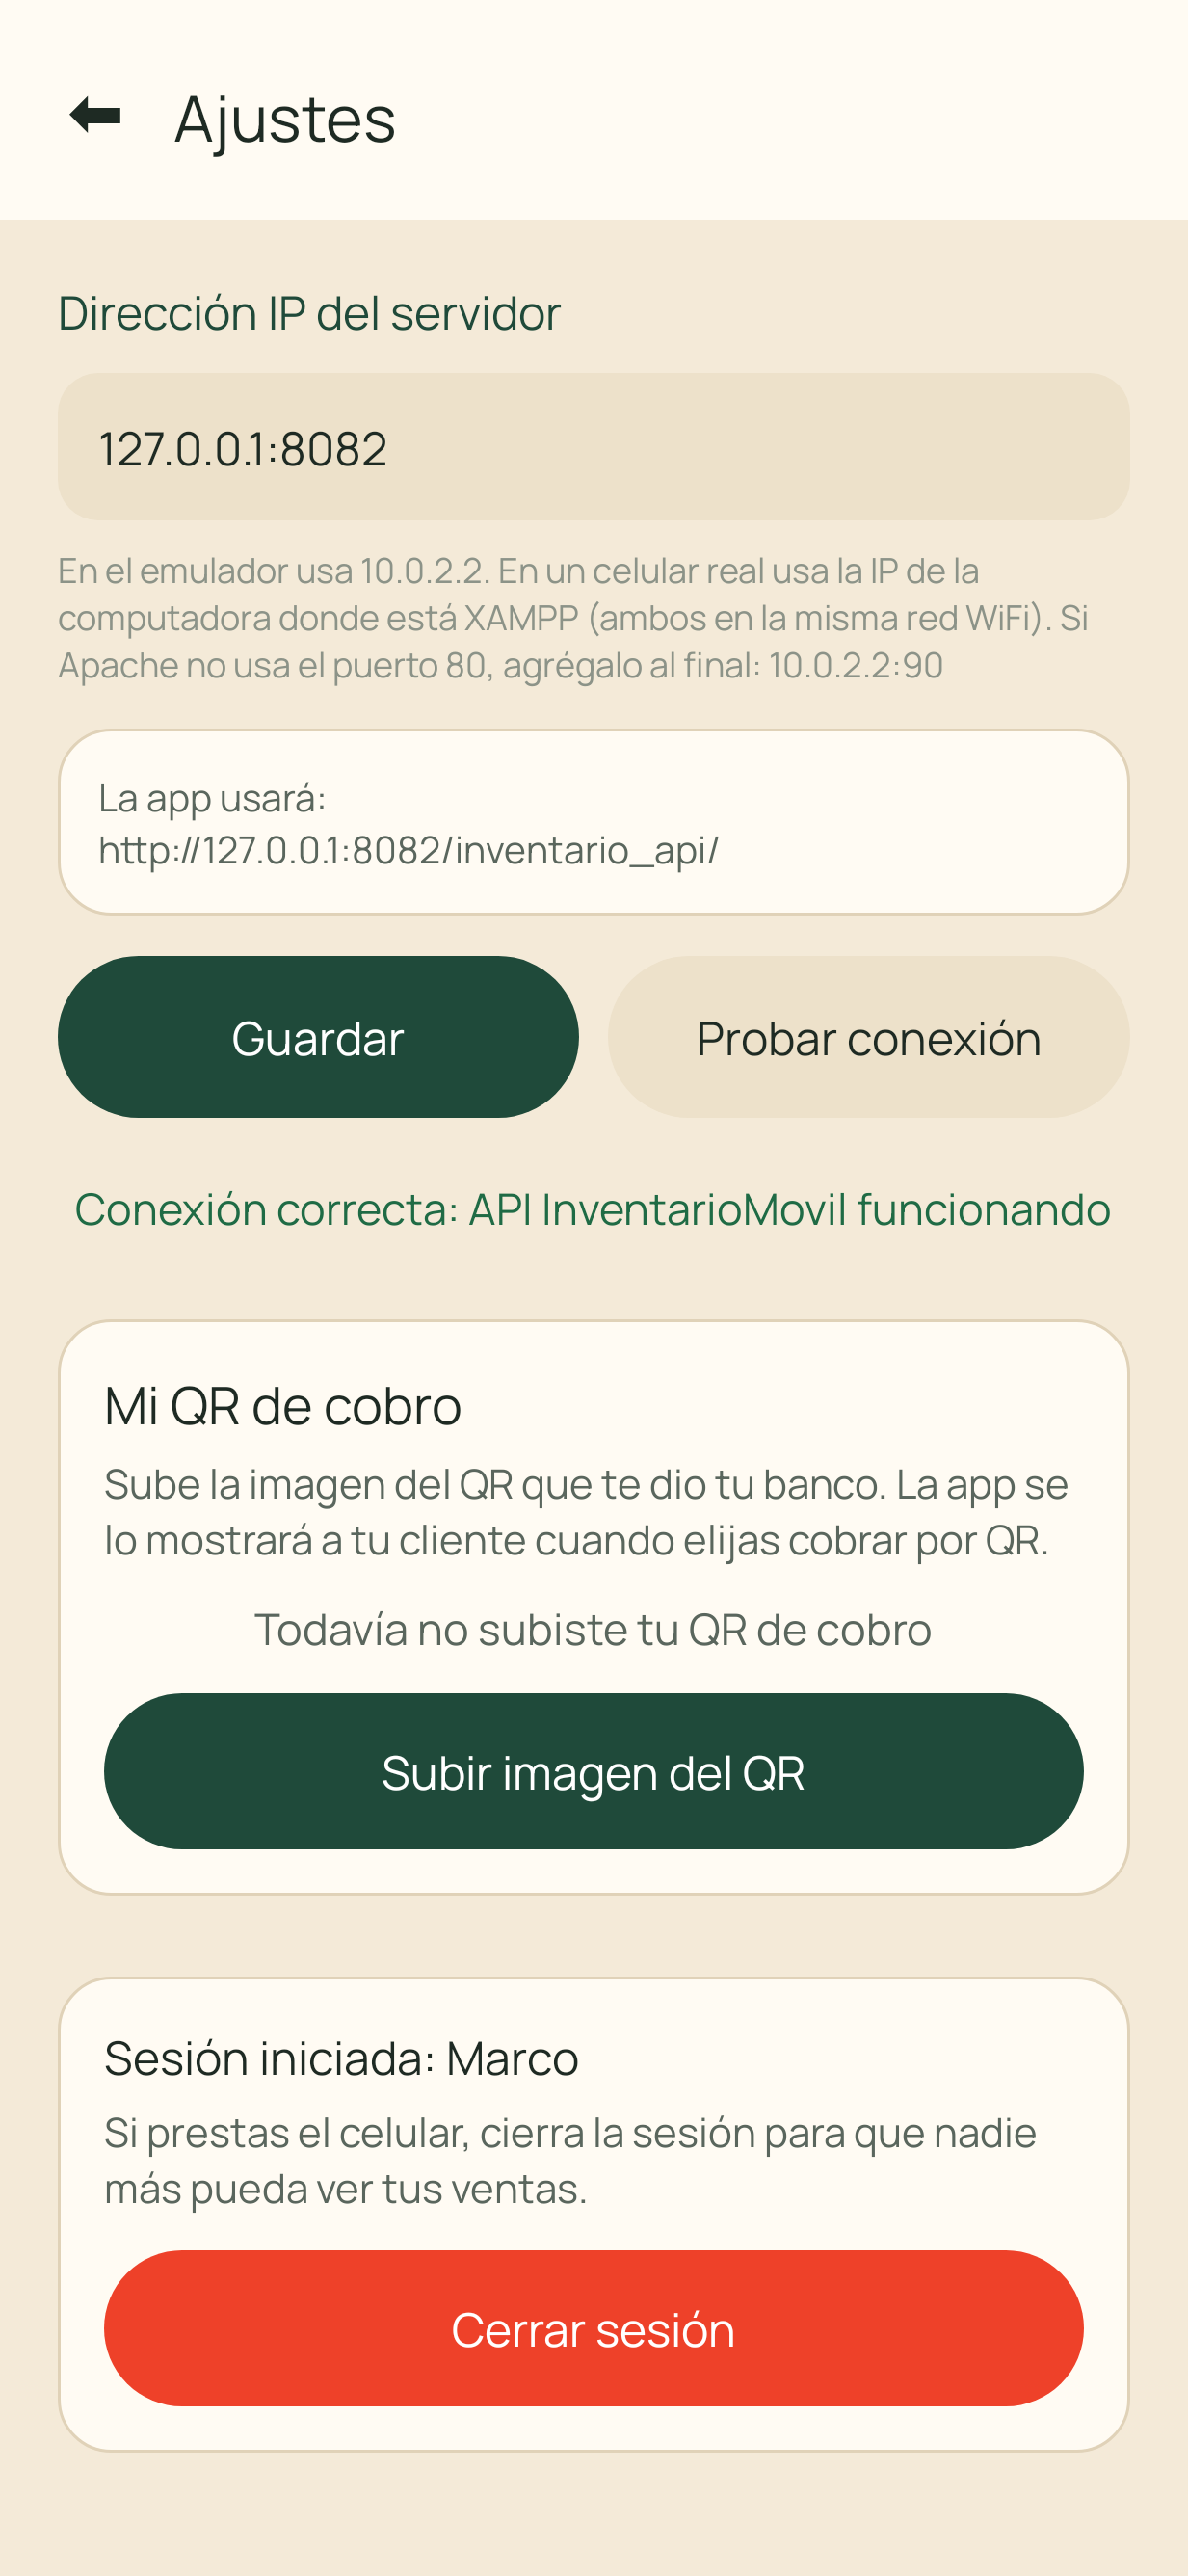 Ajustes
Dirección IP del servidor
127.0.0.1:8082
En el emulador usa 10.0.2.2. En un celular real usa la IP de la
computadora donde está XAMPP (ambos en la misma red WiFi). Si
Apache no usa el puerto 80, agrégalo al final: 10.0.2.2:90
La app usará:
http://127.0.0.1:8082/inventario_api/
Guardar
Probar conexión
Conexión correcta: API InventarioMovil funcionando
Mi QR de cobro
Sube la imagen del QR que te dio tu banco. La app se
lo mostrará a tu cliente cuando elijas cobrar por QR.
Todavía no subiste tu QR de cobro
Subir imagen del QR
Sesión iniciada: Marco
Si prestas el celular, cierra la sesión para que nadie
más pueda ver tus ventas.
Cerrar sesión